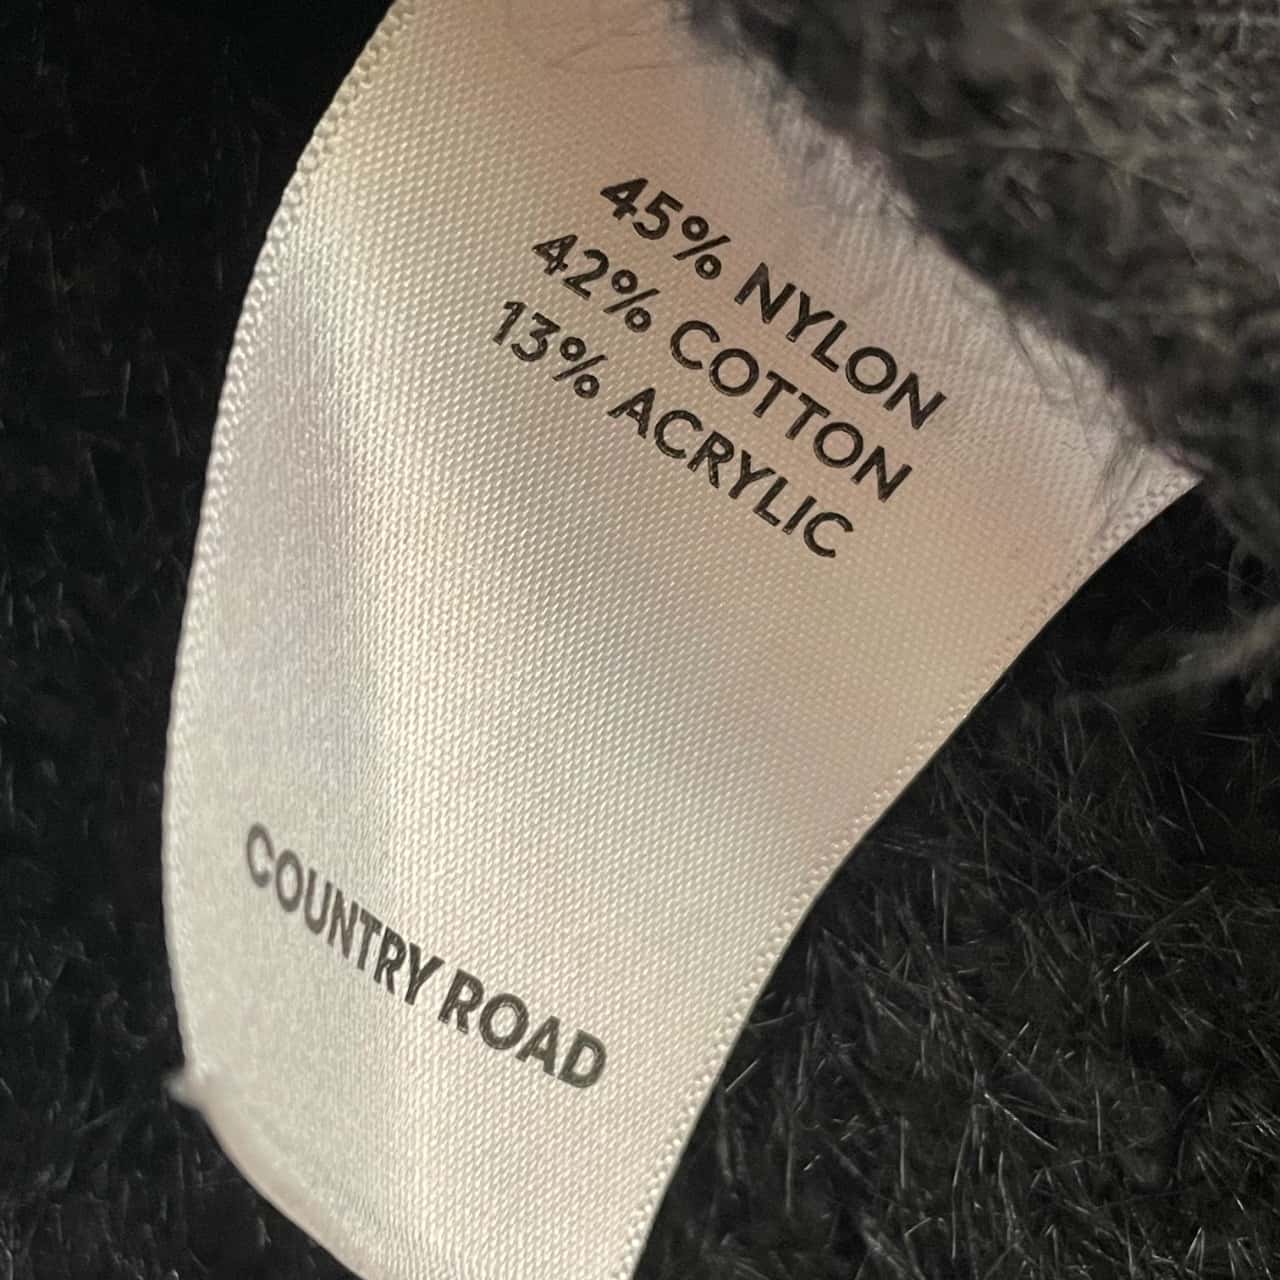 45% NYLON
42% COTTON
13% ACRYLIC
COUNTRY ROAD